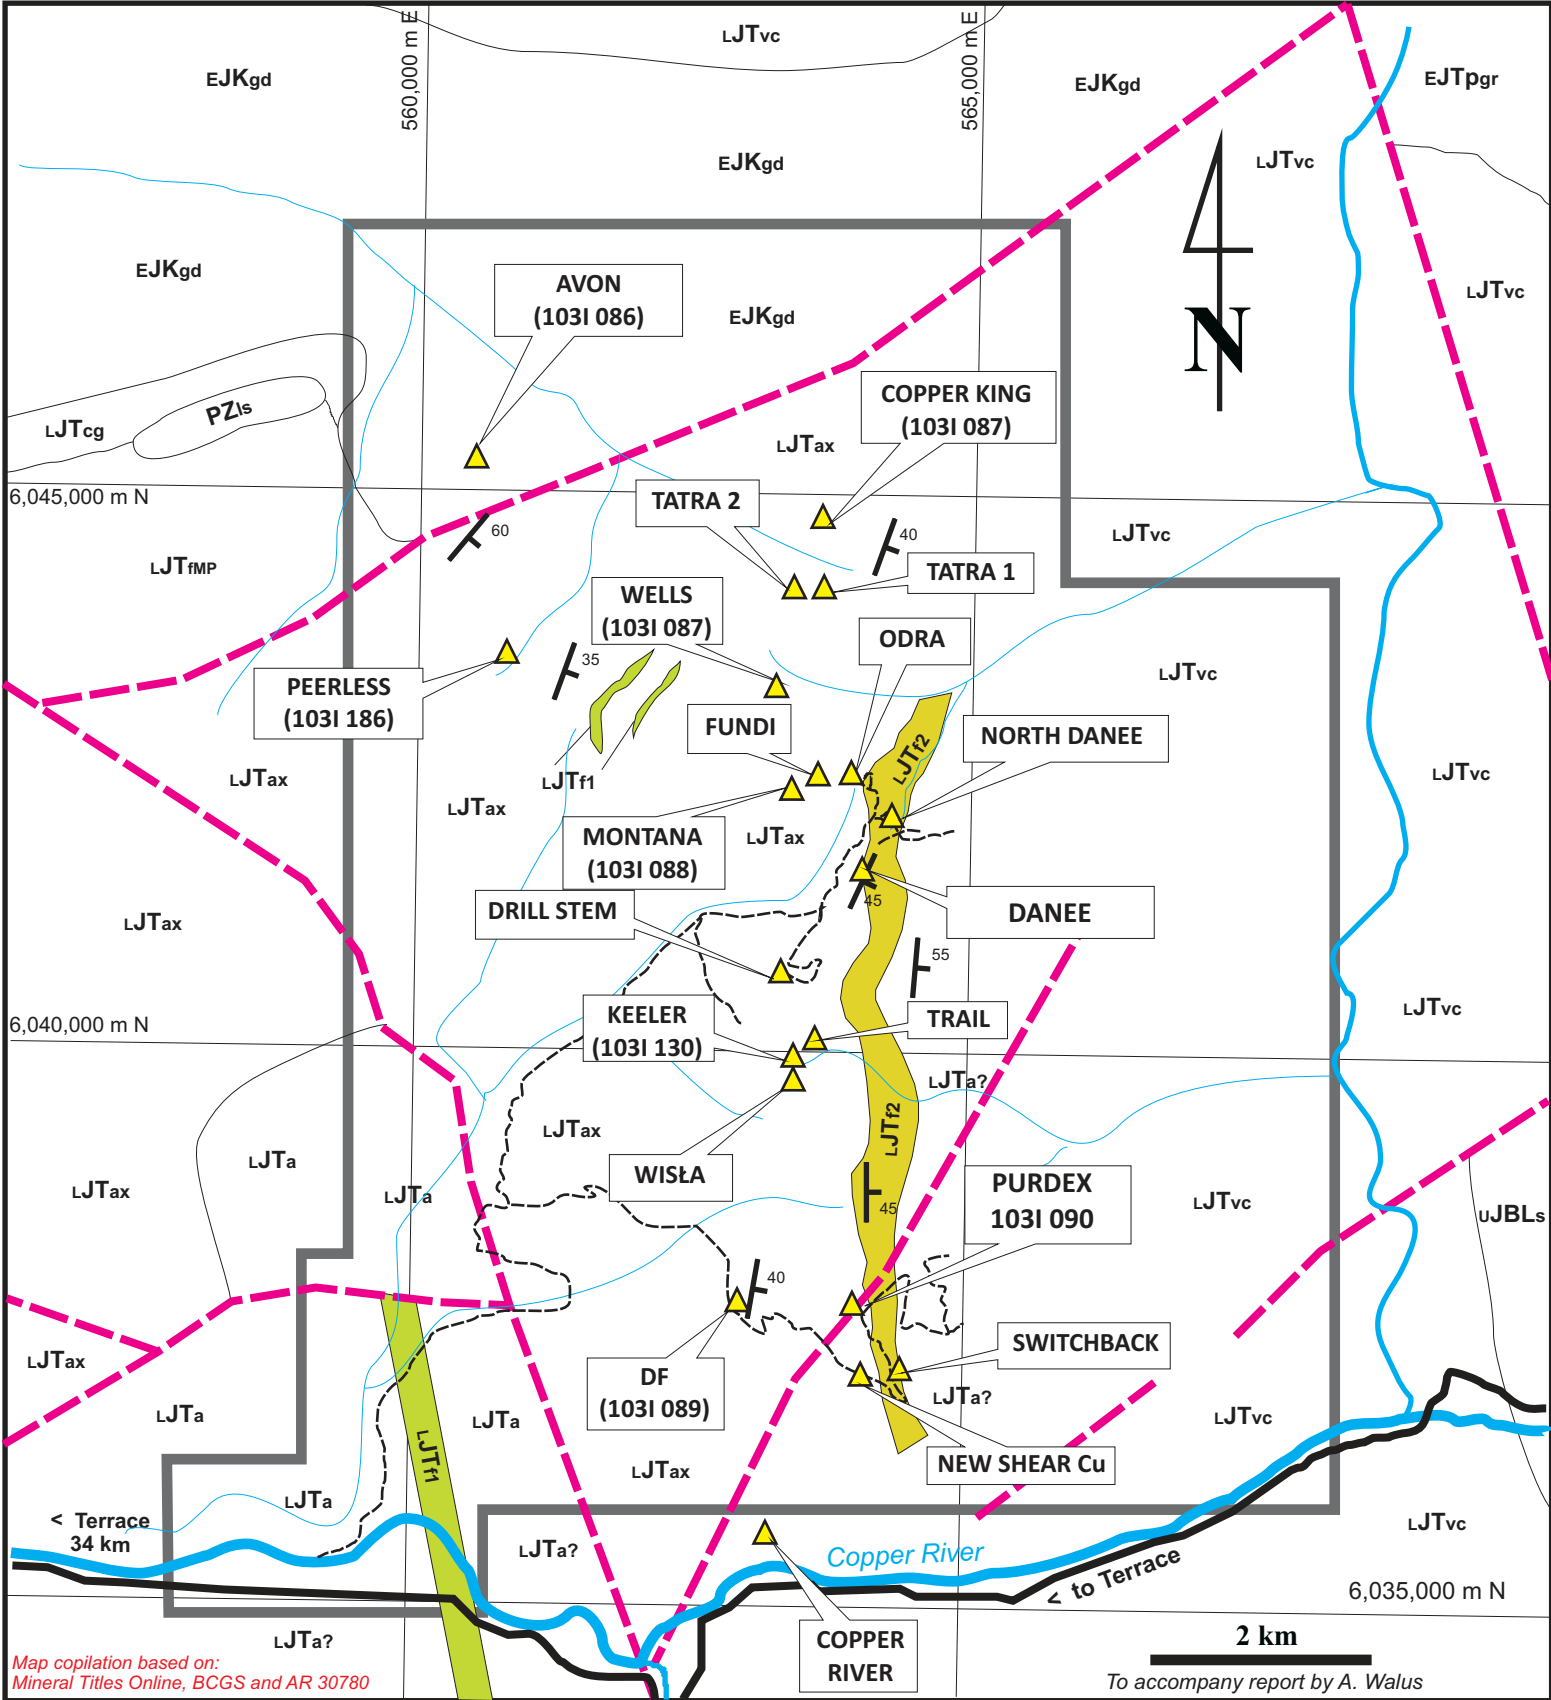 LJTvc
560,000 m E
565,000 m E
EJKgd
EJKgd
EJTpgr
EJKgd
LJTvc
EJKgd
AVON
(103I 086)
LJTvc
EJKgd
N
PZls
LJTcg
COPPER KING
(103I 087)
LJTax
6,045,000 m N
TATRA 2
60
40
LJTvc
LJTfMP
TATRA 1
WELLS
(103I 087)
ODRA
35
LJTvc
PEERLESS
(103I 186)
FUNDI
NORTH DANEE
LJTf2
LJTax
LJTf1
LJTvc
LJTax
MONTANA
(103I 088)
LJTax
DRILL STEM
45
DANEE
LJTax
55
KEELER
(103I 130)
TRAIL
LJTvc
6,040,000 m N
LJTa?
LJTax
LJTf2
LJTa
WISŁA
LJTax
LJTa
PURDEX
103I 090
LJTvc
45
UJBLs
40
SWITCHBACK
LJTax
DF
(103I 089)
LJTa?
LJTa
LJTa
LJTvc
LJTf1
NEW SHEAR Cu
LJTax
LJTa
< Terrace
34 km
LJTa?
LJTvc
Copper River
< to Terrace
6,035,000 m N
LJTa?
COPPER
RIVER
2 km
Map copilation based on:
Mineral Titles Online, BCGS and AR 30780
To accompany report by A. Walus